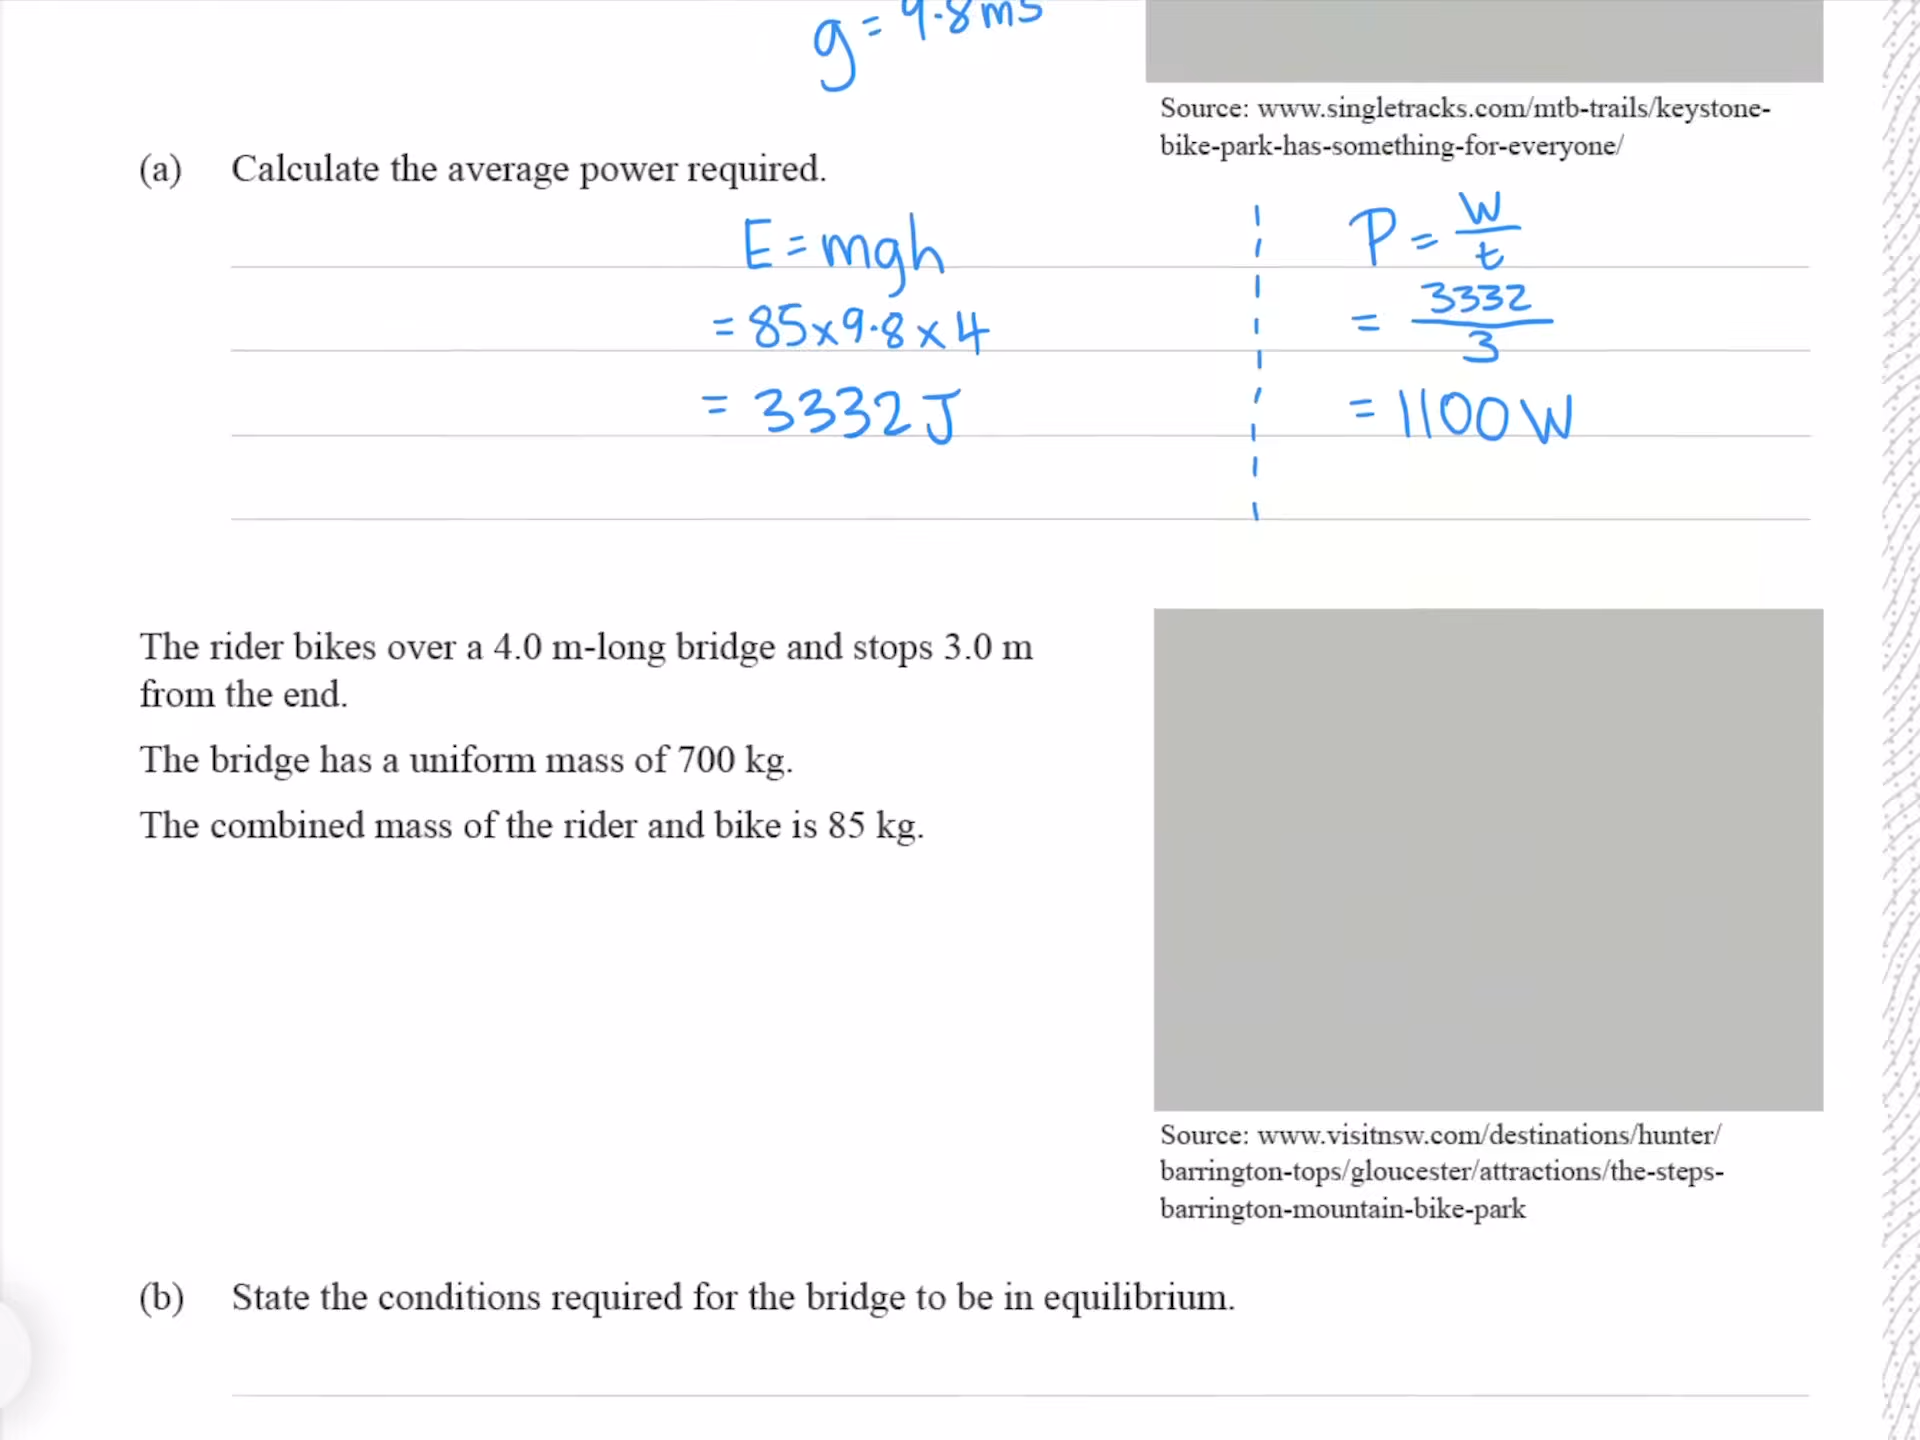 g = 9.8 ms
Source: www.singletracks.com/mtb-trails/keystone-
bike-park-has-something-for-everyone/
(a) Calculate the average power required.
E = mgh
= 85 x 9.8 x 4
= 3332 J
P = W/t
= 3332/3
= 1100 W
The rider bikes over a 4.0 m-long bridge and stops 3.0 m
from the end.
The bridge has a uniform mass of 700 kg.
The combined mass of the rider and bike is 85 kg.
Source: www.visitnsw.com/destinations/hunter/
barrington-tops/gloucester/attractions/the-steps-
barrington-mountain-bike-park
(b) State the conditions required for the bridge to be in equilibrium.